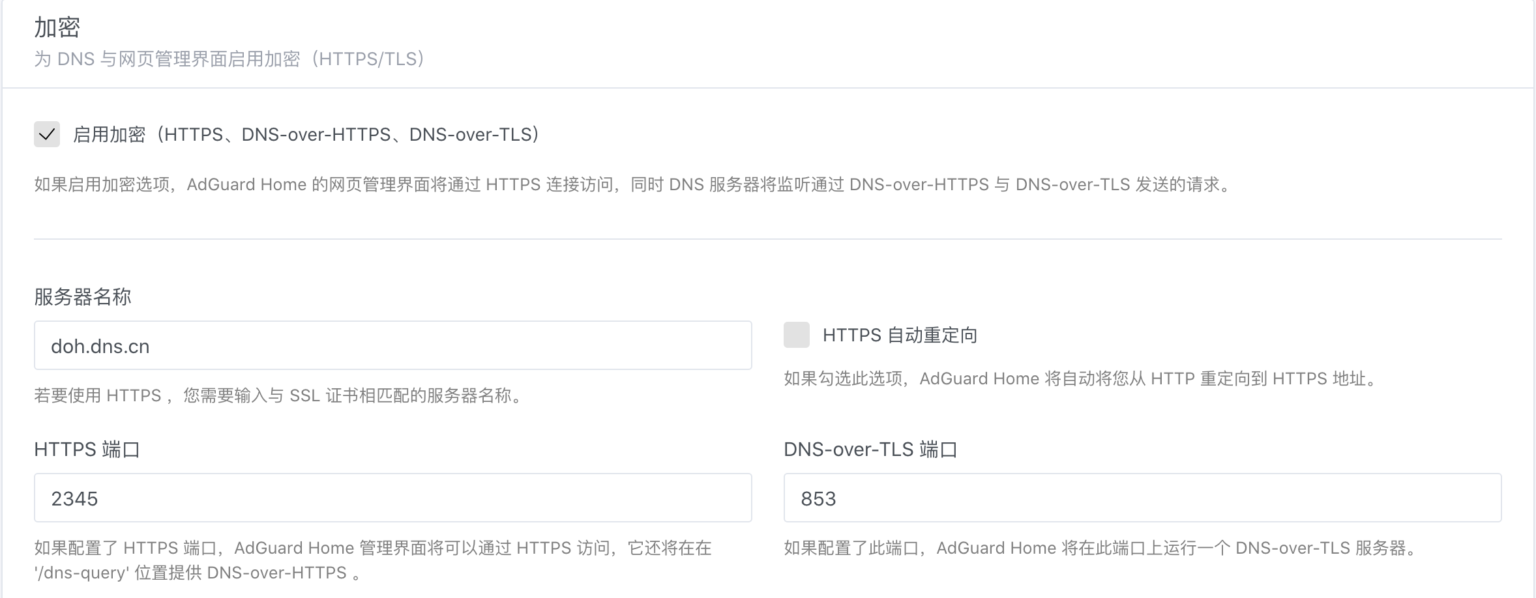 加密
为 DNS 与网页管理界面启用加密（HTTPS/TLS）
启用加密（HTTPS、DNS-over-HTTPS、DNS-over-TLS）
如果启用加密选项，AdGuard Home 的网页管理界面将通过 HTTPS 连接访问，同时 DNS 服务器将监听通过 DNS-over-HTTPS 与 DNS-over-TLS 发送的请求。
服务器名称
doh.dns.cn
若要使用 HTTPS ，您需要输入与 SSL 证书相匹配的服务器名称。
HTTPS 自动重定向
如果勾选此选项，AdGuard Home 将自动将您从 HTTP 重定向到 HTTPS 地址。
HTTPS 端口
2345
如果配置了 HTTPS 端口，AdGuard Home 管理界面将可以通过 HTTPS 访问，它还将在在
'/dns-query' 位置提供 DNS-over-HTTPS 。
DNS-over-TLS 端口
853
如果配置了此端口，AdGuard Home 将在此端口上运行一个 DNS-over-TLS 服务器。